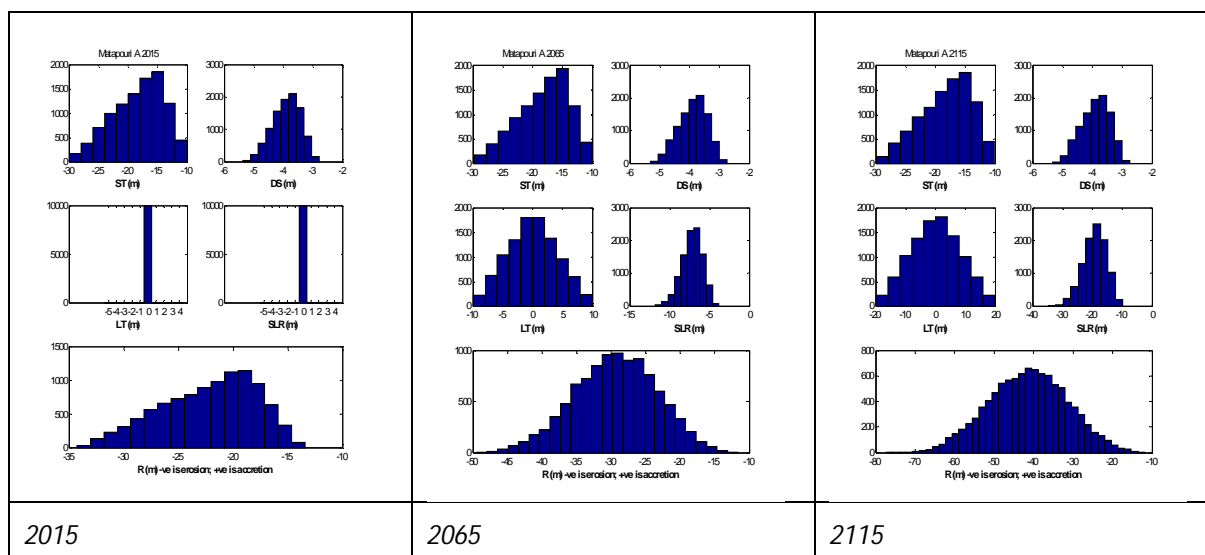 Matapouri A 2015
2000
1500
1000
500
0
-30 -25 -20 -15 -10
ST (m)
3000
2000
1000
0
-6 -5 -4 -3 -2
DS (m)
10000
5000
0
-5-4-3-2-1 0 1 2 3 4
LT (m)
10000
5000
0
-5-4-3-2-1 0 1 2 3 4
SLR (m)
1500
1000
500
0
-35 -30 -25 -20 -15 -10
R (m) -ve is erosion; +ve is accretion
2015
Matapouri A 2065
2000
1500
1000
500
0
-30 -25 -20 -15 -10
ST (m)
3000
2000
1000
0
-6 -5 -4 -3 -2
DS (m)
2000
1500
1000
500
0
-10 -5 0 5 10
LT (m)
3000
2000
1000
0
-15 -10 -5 0
SLR (m)
1000
500
0
-50 -45 -40 -35 -30 -25 -20 -15 -10
R (m) -ve is erosion; +ve is accretion
2065
Matapouri A 2115
2000
1500
1000
500
0
-30 -25 -20 -15 -10
ST (m)
3000
2000
1000
0
-6 -5 -4 -3 -2
DS (m)
2000
1500
1000
500
0
-20 -10 0 10 20
LT (m)
3000
2000
1000
0
-40 -30 -20 -10 0
SLR (m)
800
600
400
200
0
-80 -70 -60 -50 -40 -30 -20 -10
R (m) -ve is erosion; +ve is accretion
2115